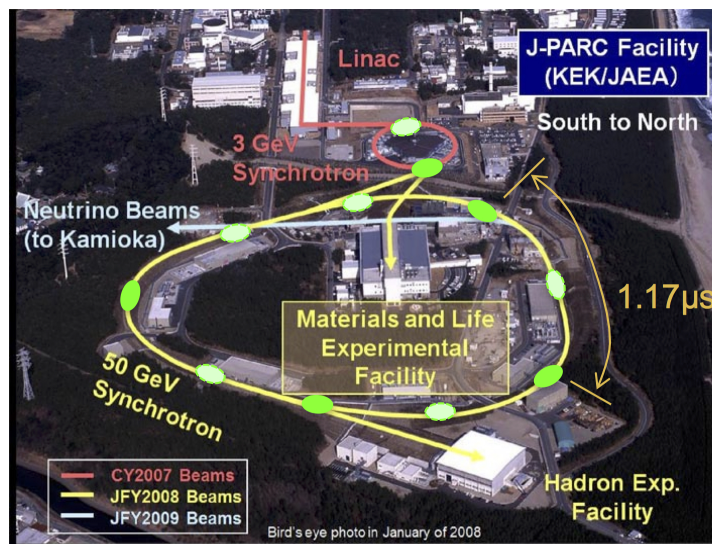 J-PARC Facility
(KEK/JAEA)
Linac
South to North
3 GeV
Synchrotron
Neutrino Beams
(to Kamioka)
1.17μs
Materials and Life
Experimental
Facility
50 GeV
Synchrotron
CY2007 Beams
JFY2008 Beams
JFY2009 Beams
Hadron Exp.
Facility
Bird's eye photo in January of 2008